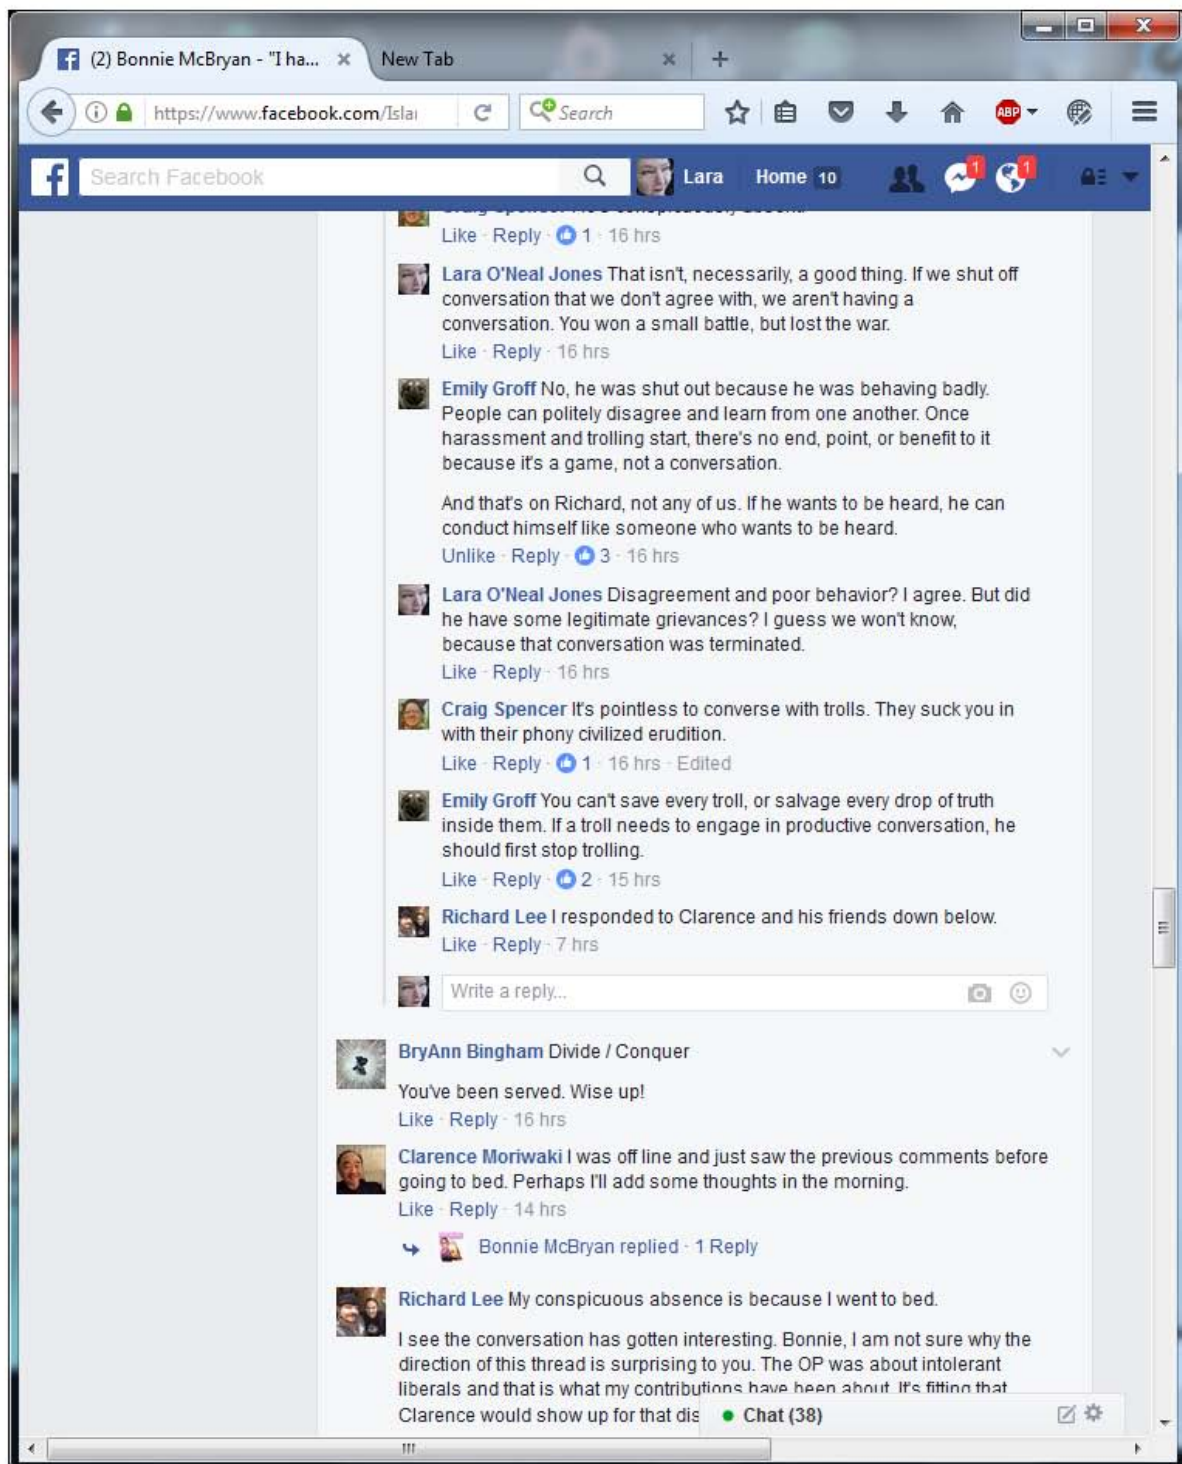 (2) Bonnie McBryan - "I ha...
New Tab
https://www.facebook.com/Isla
Search
ABP
Search Facebook
Lara
Home 10
1
1
Like · Reply · 1 · 16 hrs
Lara O'Neal Jones That isn't, necessarily, a good thing. If we shut off
conversation that we don't agree with, we aren't having a
conversation. You won a small battle, but lost the war.
Like · Reply · 16 hrs
Emily Groff No, he was shut out because he was behaving badly.
People can politely disagree and learn from one another. Once
harassment and trolling start, there's no end, point, or benefit to it
because it's a game, not a conversation.
And that's on Richard, not any of us. If he wants to be heard, he can
conduct himself like someone who wants to be heard.
Unlike · Reply · 3 · 16 hrs
Lara O'Neal Jones Disagreement and poor behavior? I agree. But did
he have some legitimate grievances? I guess we won't know,
because that conversation was terminated.
Like · Reply · 16 hrs
Craig Spencer It's pointless to converse with trolls. They suck you in
with their phony civilized erudition.
Like · Reply · 1 · 16 hrs · Edited
Emily Groff You can't save every troll, or salvage every drop of truth
inside them. If a troll needs to engage in productive conversation, he
should first stop trolling.
Like · Reply · 2 · 15 hrs
Richard Lee I responded to Clarence and his friends down below.
Like · Reply · 7 hrs
Write a reply...
BryAnn Bingham Divide / Conquer
You've been served. Wise up!
Like · Reply · 16 hrs
Clarence Moriwaki I was off line and just saw the previous comments before
going to bed. Perhaps I'll add some thoughts in the morning.
Like · Reply · 14 hrs
Bonnie McBryan replied · 1 Reply
Richard Lee My conspicuous absence is because I went to bed.
I see the conversation has gotten interesting. Bonnie, I am not sure why the
direction of this thread is surprising to you. The OP was about intolerant
liberals and that is what my contributions have been about. It's fitting that
Clarence would show up for that dis
Chat (38)